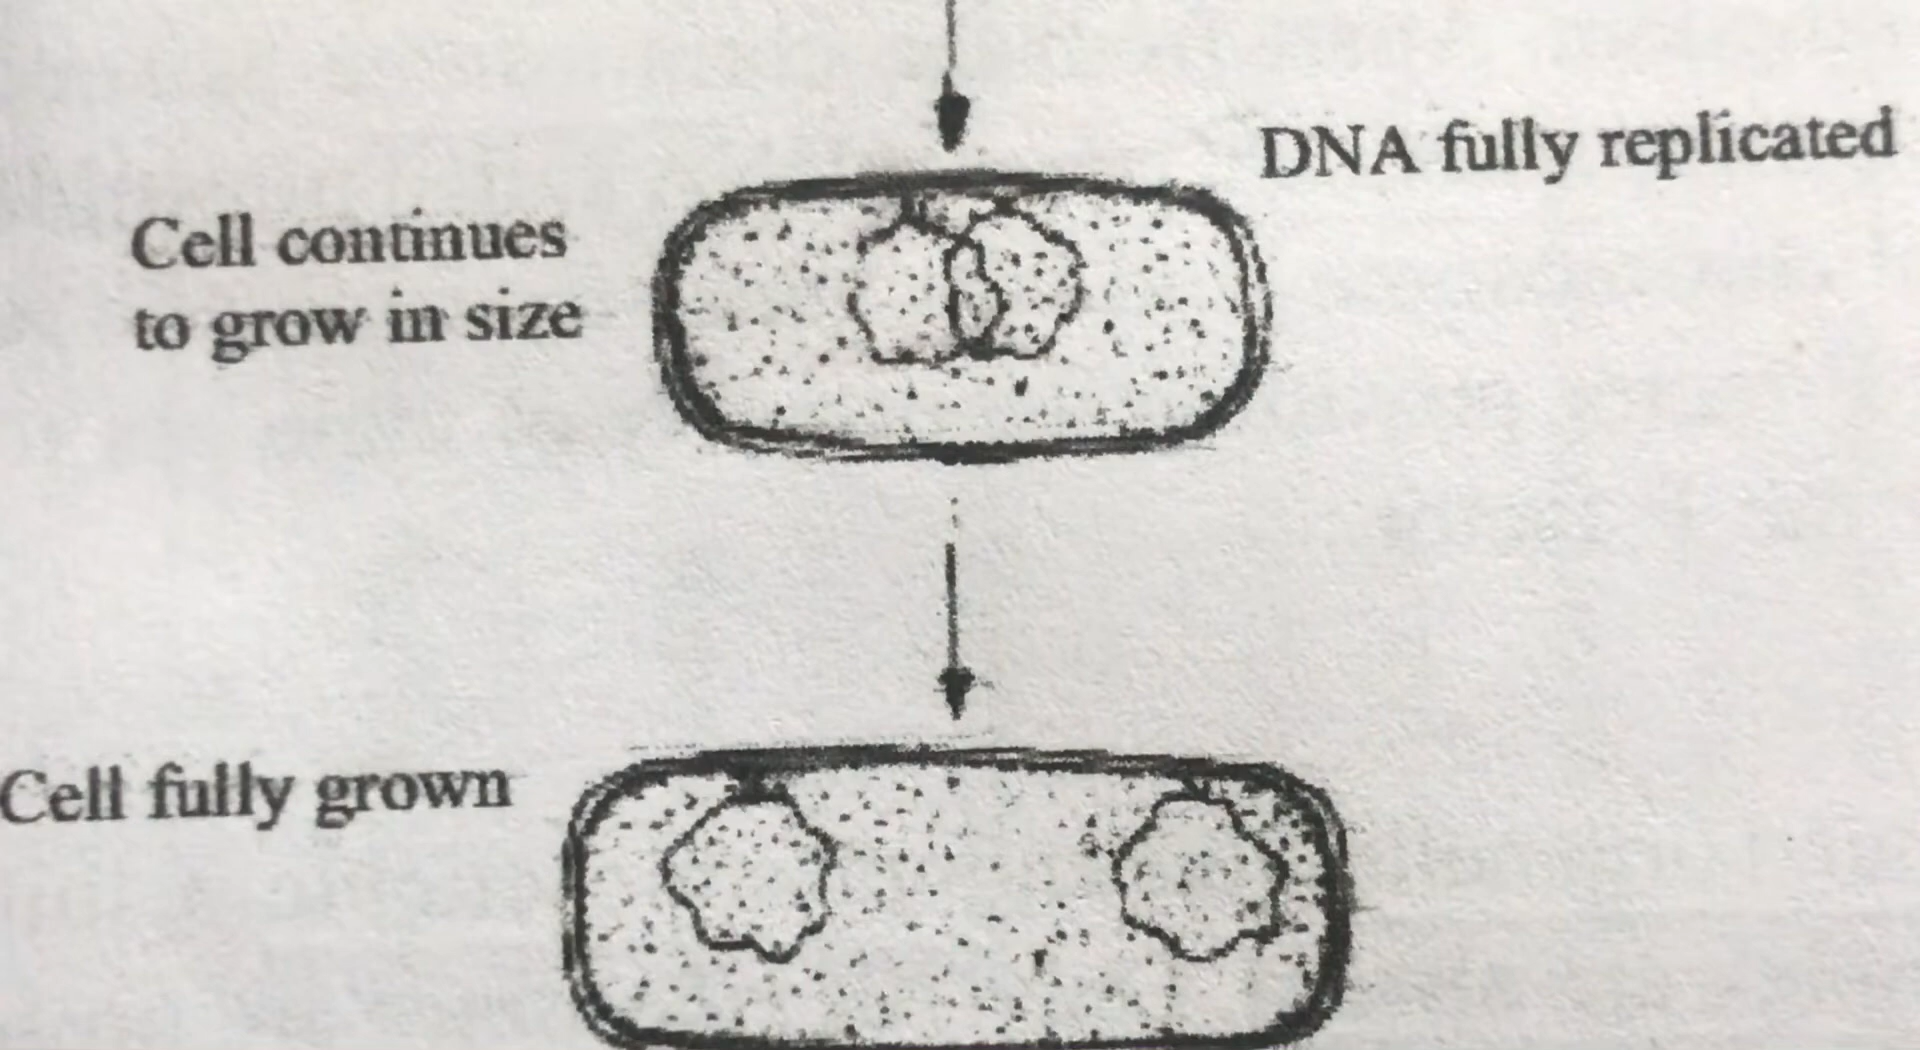 DNA fully replicated
Cell continues
to grow in size
Cell fully grown